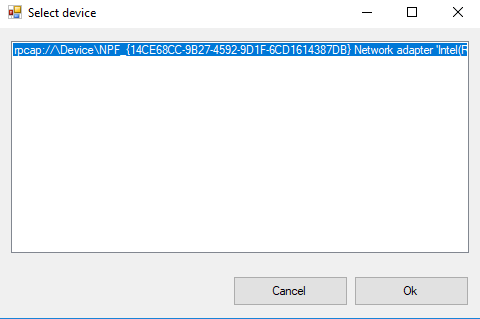 Select device
rpcap://\Device\NPF_{14CE68CC-9B27-4592-9D1F-6CD1614387DB} Network adapter 'Intel(R
Cancel
Ok